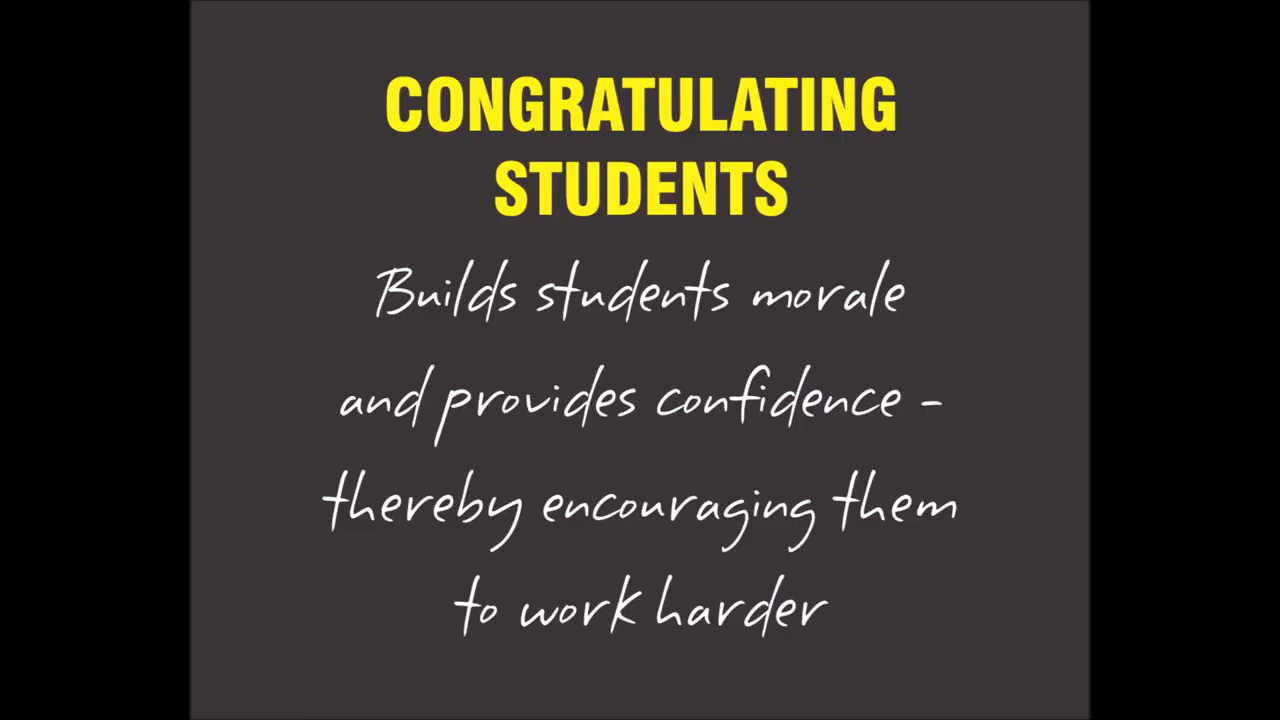 CONGRATULATING
STUDENTS
Builds students morale
and provides confidence -
thereby encouraging them
to work harder